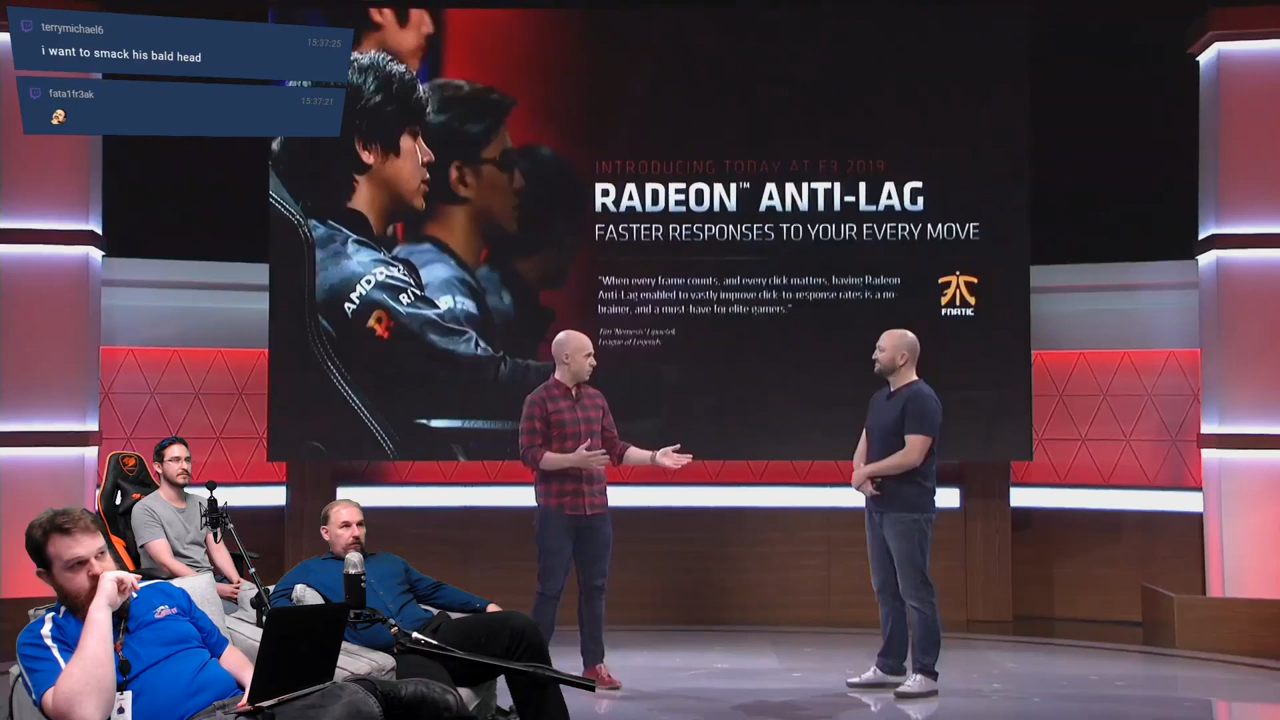 terrymichael6
15:37:25
i want to smack his bald head
fata1fr3ak
15:37:21
INTRODUCING TODAY AT E3 2019
RADEON™ ANTI-LAG
FASTER RESPONSES TO YOUR EVERY MOVE
"When every frame counts, and every click matters, having Radeon
Anti-Lag enabled to vastly improve click-to-response rates is a no-
brainer, and a must-have for elite gamers."
League of Legends
FNATIC
AMD